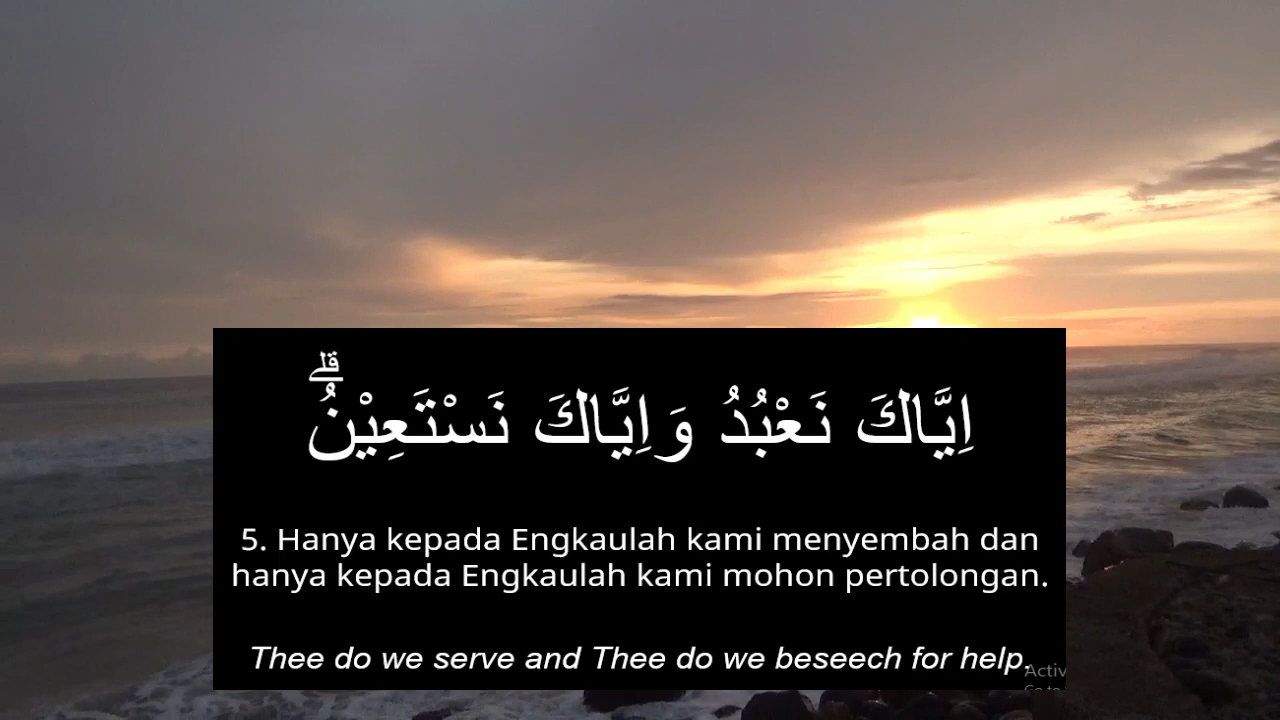 اِيَّاكَ نَعْبُدُ وَاِيَّاكَ نَسْتَعِيْنُۗ
5. Hanya kepada Engkaulah kami menyembah dan
hanya kepada Engkaulah kami mohon pertolongan.
Thee do we serve and Thee do we beseech for help.